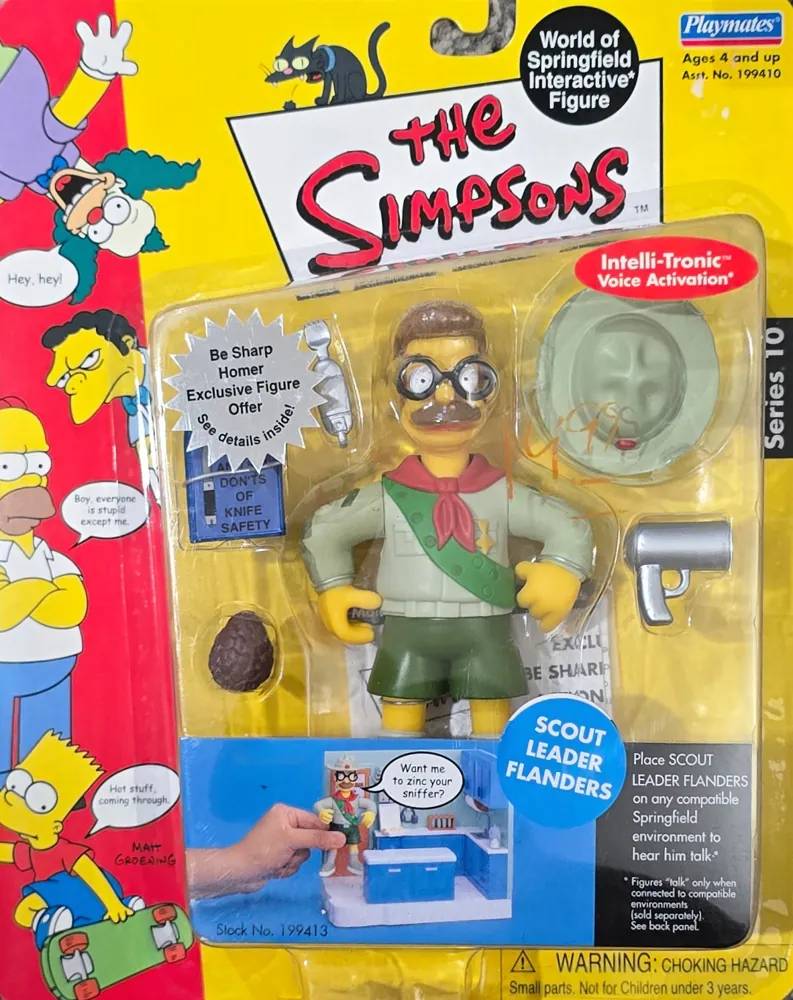 World of
Springfield
Interactive*
Figure
Playmates®
Ages 4 and up
Asst. No. 199410
THE
SIMPSONS
TM
Intelli-Tronic™
Voice Activation*
Hey, hey!
Be Sharp
Homer
Exclusive Figure
Offer
See details inside!
Series 10
1999
DON'TS
OF
KNIFE
SAFETY
Boy, everyone
is stupid
except me.
EXCLU
BE SHARP
SCOUT
LEADER
FLANDERS
Want me
to zinc your
sniffer?
Place SCOUT
LEADER FLANDERS
on any compatible
Springfield
environment to
hear him talk.*
* Figures "talk" only when
connected to compatible
environments
(sold separately).
See back panel.
Hot stuff,
coming through.
MATT
GROENING
Stock No. 199413
⚠ WARNING: CHOKING HAZARD
Small parts. Not for Children under 3 years.